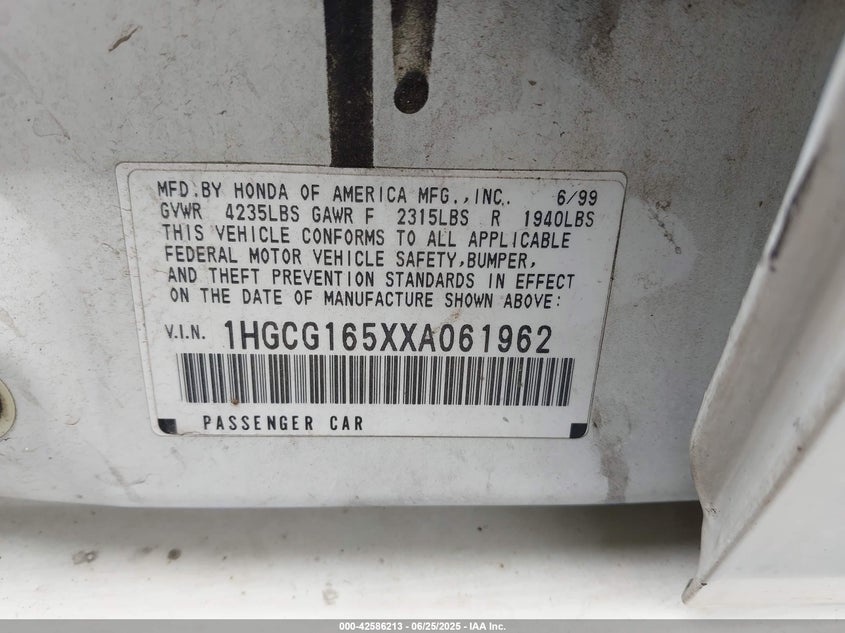 MFD.BY HONDA OF AMERICA MFG.,INC. 6/99
GVWR 4235LBS GAWR F 2315LBS R 1940LBS
THIS VEHICLE CONFORMS TO ALL APPLICABLE
FEDERAL MOTOR VEHICLE SAFETY,BUMPER,
AND THEFT PREVENTION STANDARDS IN EFFECT
ON THE DATE OF MANUFACTURE SHOWN ABOVE:
V.I.N. 1HGCG165XXA061962
PASSENGER CAR
000-42586213 - 06/25/2025 - IAA Inc.